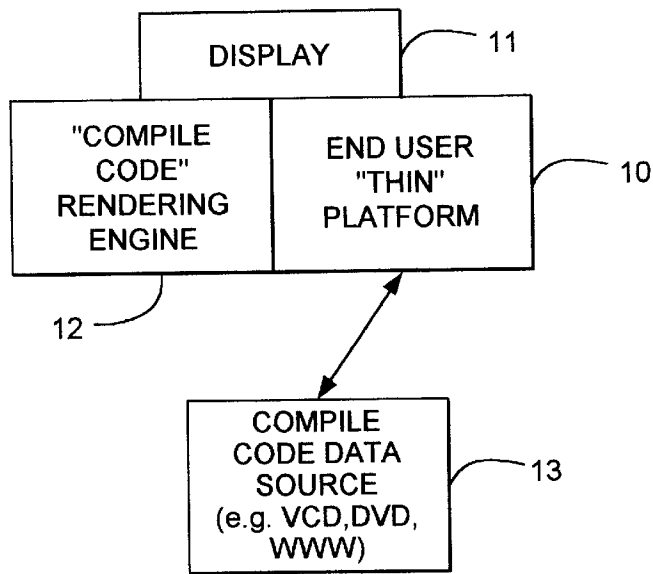 DISPLAY
11
"COMPILE
CODE"
RENDERING
ENGINE
END USER
"THIN"
PLATFORM
10
12
COMPILE
CODE DATA
SOURCE
(e.g. VCD,DVD,
WWW)
13